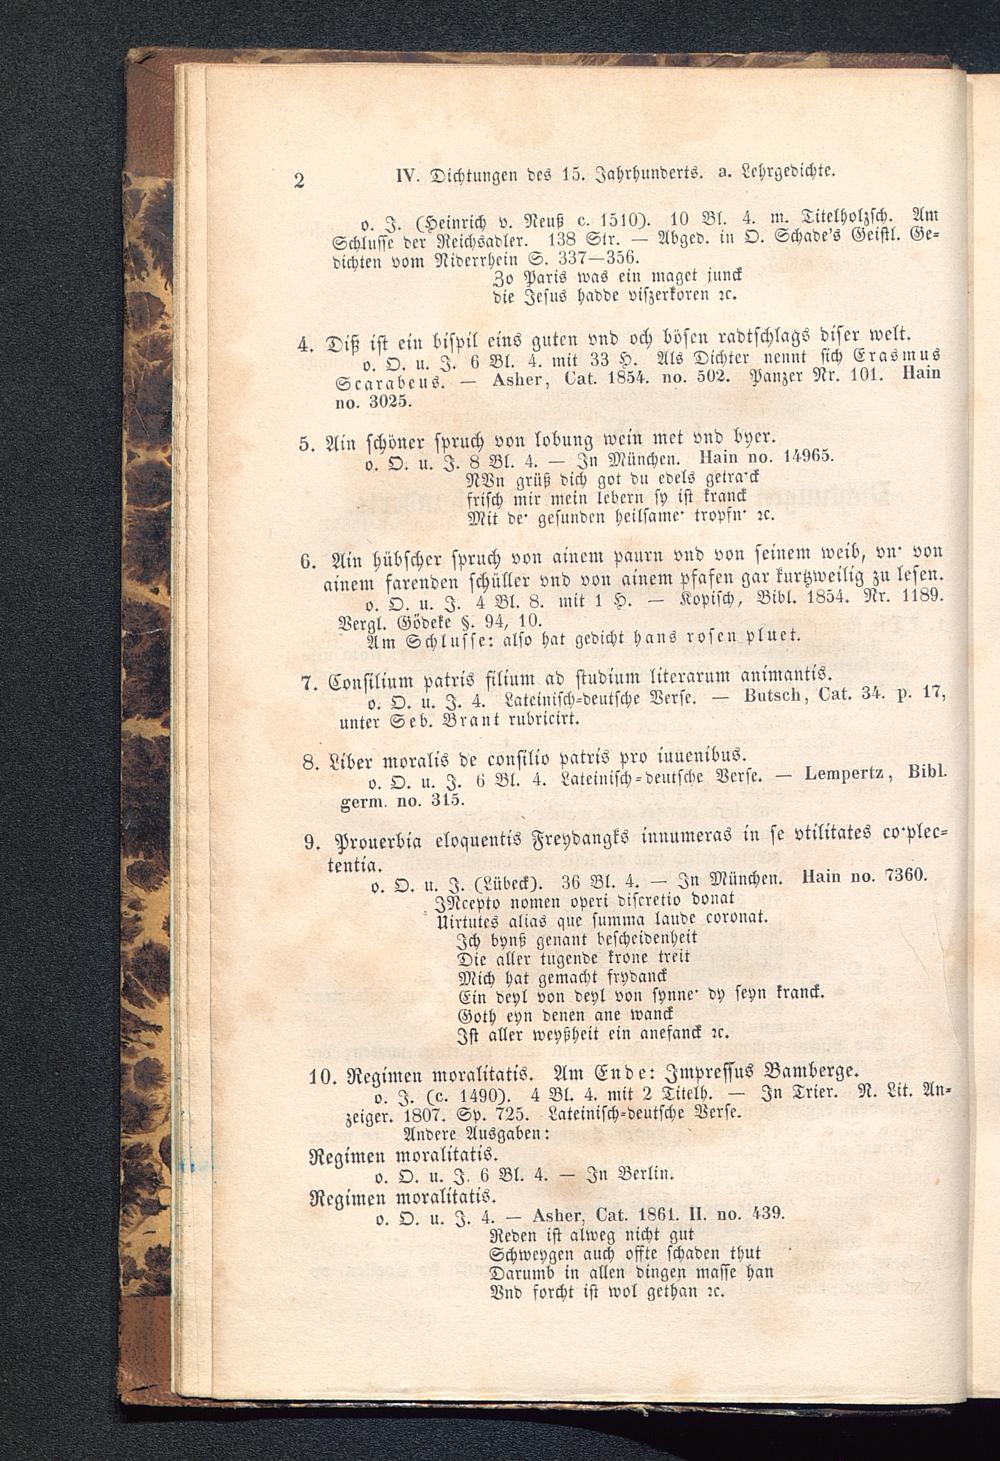 2 IV. Dichtungen des 15. Jahrhunderts. a. Lehrgedichte.
o. J. (Heinrich v. Neuß c. 1510). 10 Bl. 4. m. Titelholzsch. Am
Schlusse der Reichsadler. 138 Str. — Abged. in O. Schade's Geistl. Ge-
dichten vom Niderrhein S. 337—356.
Zo Paris was ein maget junck
die Jesus hadde viszerkoren ꝛc.
4. Diß ist ein bispil eins guten vnd och bösen radtschlags diser welt.
o. O. u. J. 6 Bl. 4. mit 33 H. Als Dichter nennt sich Erasmus
Scarabeus. — Asher, Cat. 1854. no. 502. Panzer Nr. 101. Hain
no. 3025.
5. Ain schöner spruch von lobung wein met vnd byer.
o. O. u. J. 8 Bl. 4. — In München. Hain no. 14965.
NVn grüß dich got du edels getra·ck
frisch mir mein lebern sy ist kranck
Mit de· gesunden heilsame· tropfn· ꝛc.
6. Ain hübscher spruch von ainem paurn vnd von seinem weib, vn· von
ainem farenden schüller vnd von ainem pfafen gar kurtzweilig zu lesen.
o. O. u. J. 4 Bl. 8. mit 1 H. — Kopisch, Bibl. 1854. Nr. 1189.
Vergl. Gödeke §. 94, 10.
Am Schlusse: also hat gedicht hans rosen pluet.
7. Consilium patris filium ad studium literarum animantis.
o. O. u. J. 4. Lateinisch-deutsche Verse. — Butsch, Cat. 34. p. 17,
unter Seb. Brant rubricirt.
8. Liber moralis de consilio patris pro iuuenibus.
o. O. u. J. 6 Bl. 4. Lateinisch-deutsche Verse. — Lempertz, Bibl.
germ. no. 315.
9. Prouerbia eloquentis Freydangks innumeras in se vtilitates co·plec-
tentia.
o. O. u. J. (Lübeck). 36 Bl. 4. — In München. Hain no. 7360.
INcepto nomen operi discretio donat
Uirtutes alias que summa laude coronat.
Ich bynß genant bescheidenheit
Die aller tugende krone treit
Mich hat gemacht frydanck
Ein deyl von deyl von synne· dy seyn kranck.
Goth eyn denen ane wanck
Ist aller weyßheit ein anefanck ꝛc.
10. Regimen moralitatis. Am Ende: Impressus Bamberge.
o. J. (c. 1490). 4 Bl. 4. mit 2 Titelh. — In Trier. N. Lit. An-
zeiger. 1807. Sp. 725. Lateinisch-deutsche Verse.
Andere Ausgaben:
Regimen moralitatis.
o. O. u. J. 6 Bl. 4. — In Berlin.
Regimen moralitatis.
o. O. u. J. 4. — Asher, Cat. 1861. II. no. 439.
Reden ist alweg nicht gut
Schweygen auch offte schaden thut
Darumb in allen dingen masse han
Vnd forcht ist wol gethan ꝛc.